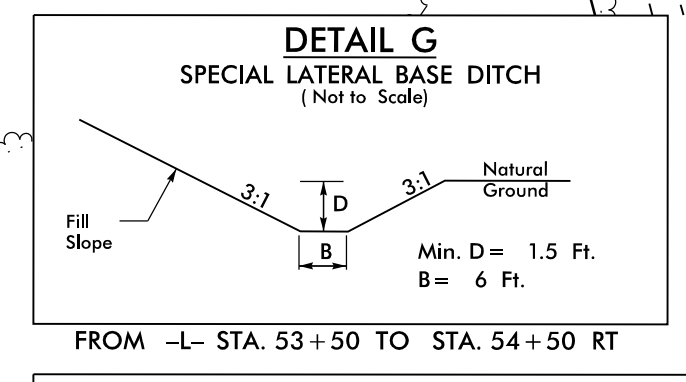 DETAIL G
SPECIAL LATERAL BASE DITCH
( Not to Scale)
3:1
3:1
Natural
Ground
D
Fill
Slope
B
Min. D = 1.5 Ft.
B = 6 Ft.
FROM -L- STA. 53+50 TO STA. 54+50 RT